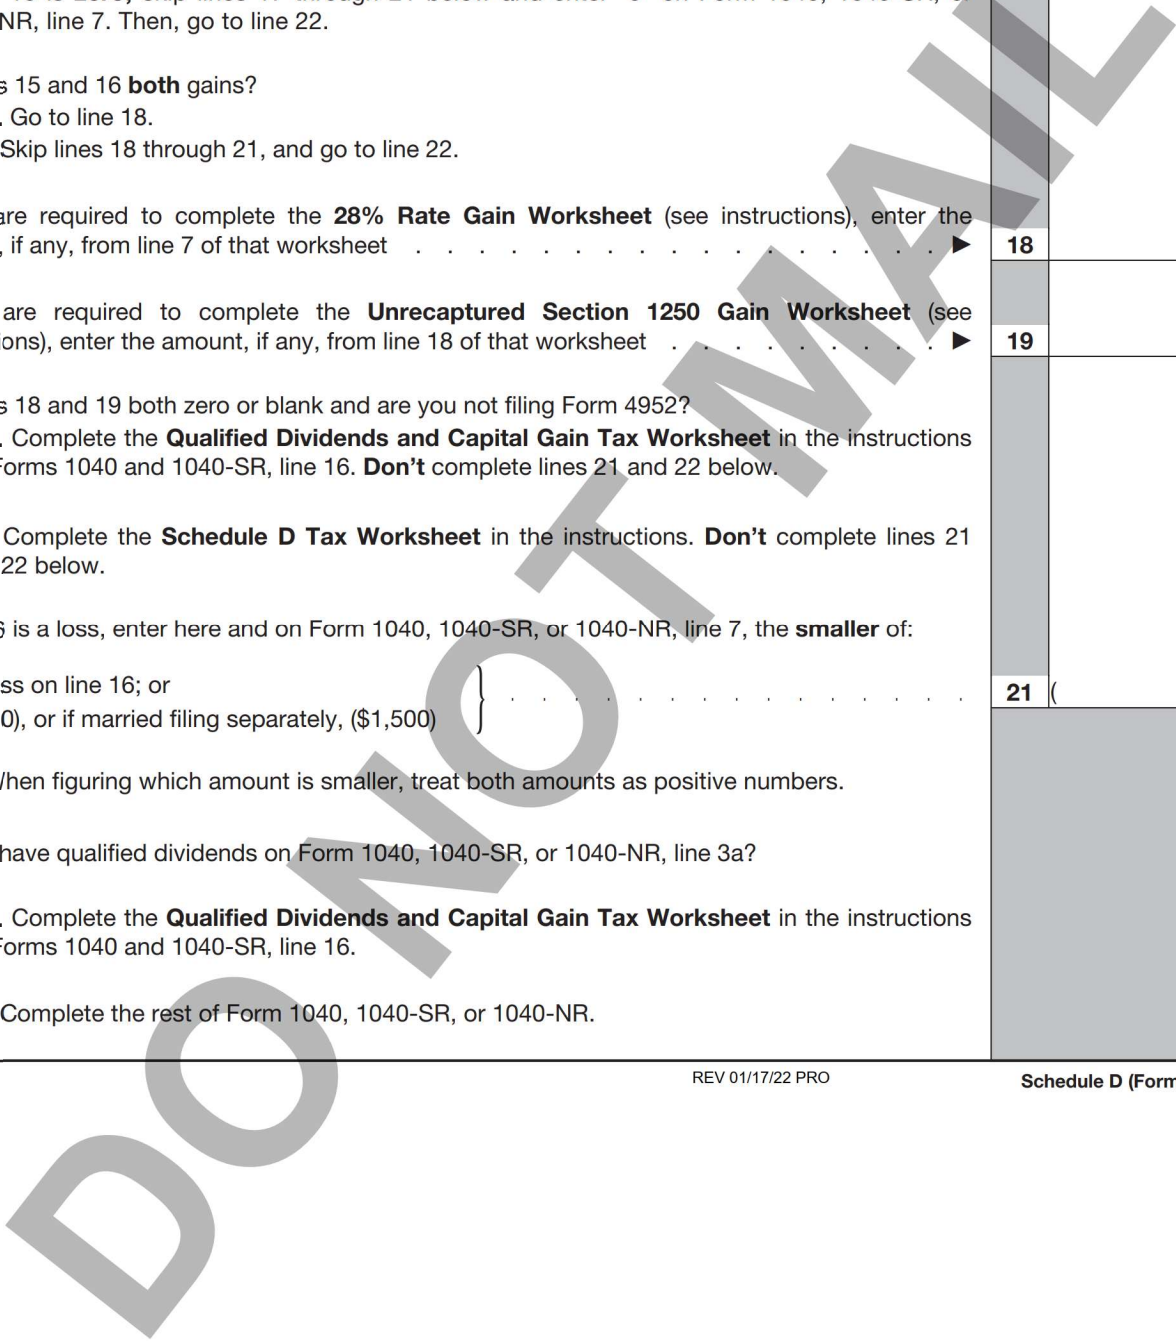 NR, line 7. Then, go to line 22.
15 and 16 both gains?
. Go to line 18.
Skip lines 18 through 21, and go to line 22.
are required to complete the 28% Rate Gain Worksheet (see instructions), enter the
, if any, from line 7 of that worksheet . . . . . . . . . . . . . . . . . ▶ 18
are required to complete the Unrecaptured Section 1250 Gain Worksheet (see
ions), enter the amount, if any, from line 18 of that worksheet . . . . . . . . . ▶ 19
18 and 19 both zero or blank and are you not filing Form 4952?
. Complete the Qualified Dividends and Capital Gain Tax Worksheet in the instructions
Forms 1040 and 1040-SR, line 16. Don't complete lines 21 and 22 below.
Complete the Schedule D Tax Worksheet in the instructions. Don't complete lines 21
22 below.
is a loss, enter here and on Form 1040, 1040-SR, or 1040-NR, line 7, the smaller of:
ss on line 16; or
. . . . . . . . . . . . . . . 21 (
0), or if married filing separately, ($1,500)
When figuring which amount is smaller, treat both amounts as positive numbers.
have qualified dividends on Form 1040, 1040-SR, or 1040-NR, line 3a?
. Complete the Qualified Dividends and Capital Gain Tax Worksheet in the instructions
Forms 1040 and 1040-SR, line 16.
Complete the rest of Form 1040, 1040-SR, or 1040-NR.
REV 01/17/22 PRO Schedule D (Form
DO NOT MAIL